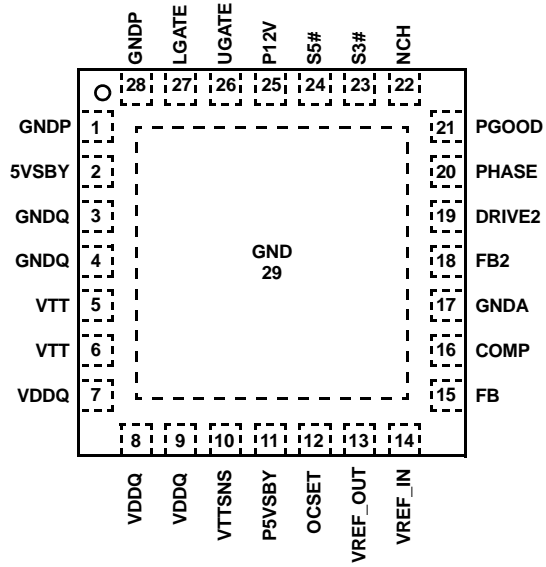 GNDP
LGATE
UGATE
P12V
S5#
S3#
NCH
28 27 26 25 24 23 22
GNDP 1
5VSBY 2
GNDQ 3
GNDQ 4
VTT 5
VTT 6
VDDQ 7
GND
29
21 PGOOD
20 PHASE
19 DRIVE2
18 FB2
17 GNDA
16 COMP
15 FB
8 9 10 11 12 13 14
VDDQ
VDDQ
VTTSNS
P5VSBY
OCSET
VREF_OUT
VREF_IN